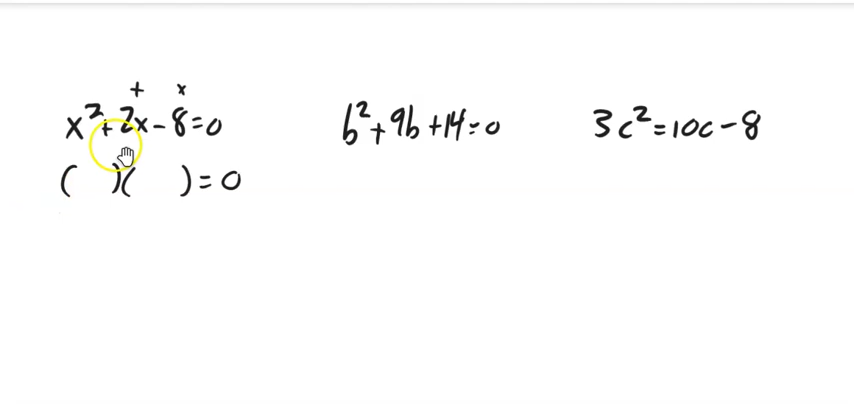 + x
x² + 2x - 8 = 0
b² + 9b + 14 = 0
3c² = 10c - 8
( )( ) = 0